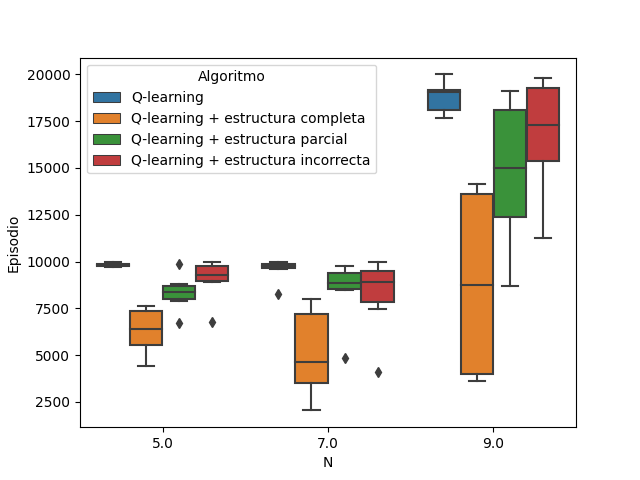 Algoritmo
Q-learning
Q-learning + estructura completa
Q-learning + estructura parcial
Q-learning + estructura incorrecta
20000
17500
15000
12500
10000
7500
5000
2500
Episodio
5.0 7.0 9.0
N